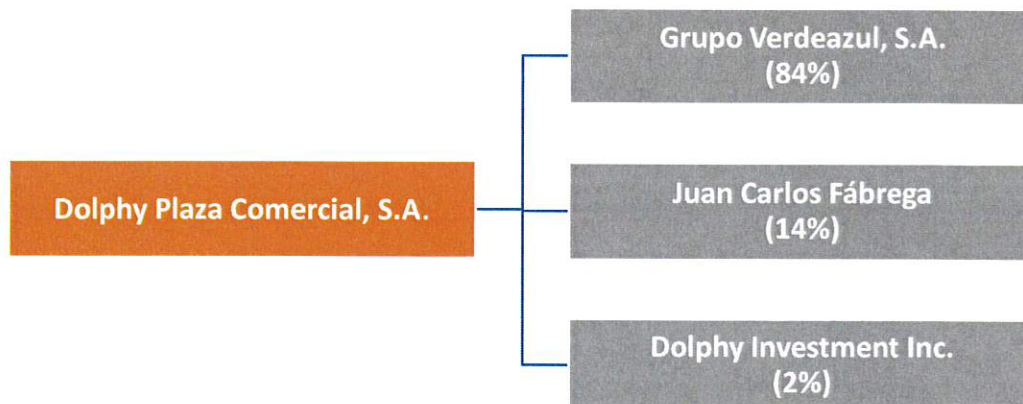 Dolphy Plaza Comercial, S.A.
Grupo Verdeazul, S.A.
(84%)
Juan Carlos Fábrega
(14%)
Dolphy Investment Inc.
(2%)